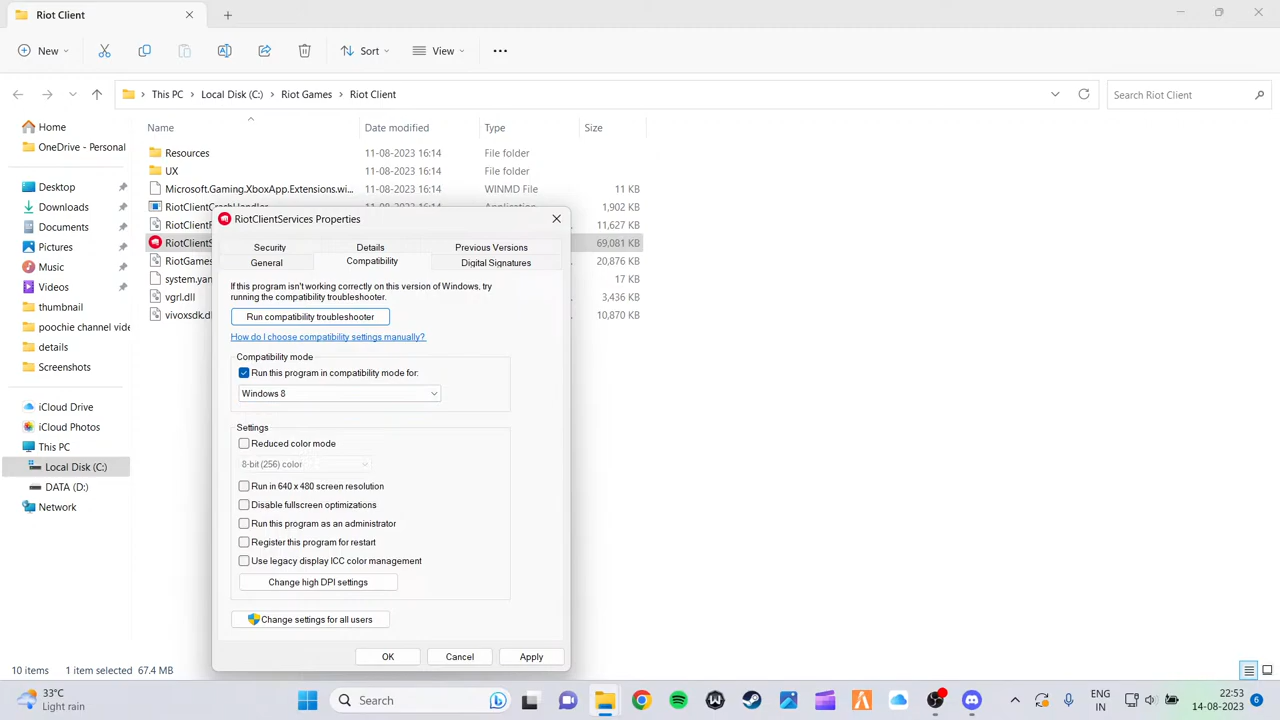 Riot Client
New
Sort
View
This PC
Local Disk (C:)
Riot Games
Riot Client
Search Riot Client
Name
Date modified
Type
Size
Home
OneDrive - Personal
Desktop
Downloads
Documents
Pictures
Music
Videos
thumbnail
poochie channel vide
details
Screenshots
iCloud Drive
iCloud Photos
This PC
Local Disk (C:)
DATA (D:)
Network
Resources 11-08-2023 16:14 File folder
UX 11-08-2023 16:14 File folder
Microsoft.Gaming.XboxApp.Extensions.wi... 11-08-2023 16:14 WINMD File 11 KB
1,902 KB
11,627 KB
69,081 KB
RiotGames 20,876 KB
system.yan 17 KB
vgrl.dll 3,436 KB
vivoxsdk.d 10,870 KB
RiotClientServices Properties
Security
Details
Previous Versions
General
Compatibility
Digital Signatures
If this program isn't working correctly on this version of Windows, try
running the compatibility troubleshooter.
Run compatibility troubleshooter
How do I choose compatibility settings manually?
Compatibility mode
Run this program in compatibility mode for:
Windows 8
Settings
Reduced color mode
8-bit (256) color
Run in 640 x 480 screen resolution
Disable fullscreen optimizations
Run this program as an administrator
Register this program for restart
Use legacy display ICC color management
Change high DPI settings
Change settings for all users
OK
Cancel
Apply
10 items
1 item selected 67.4 MB
33°C
Light rain
Search
ENG
IN
22:53
14-08-2023
6